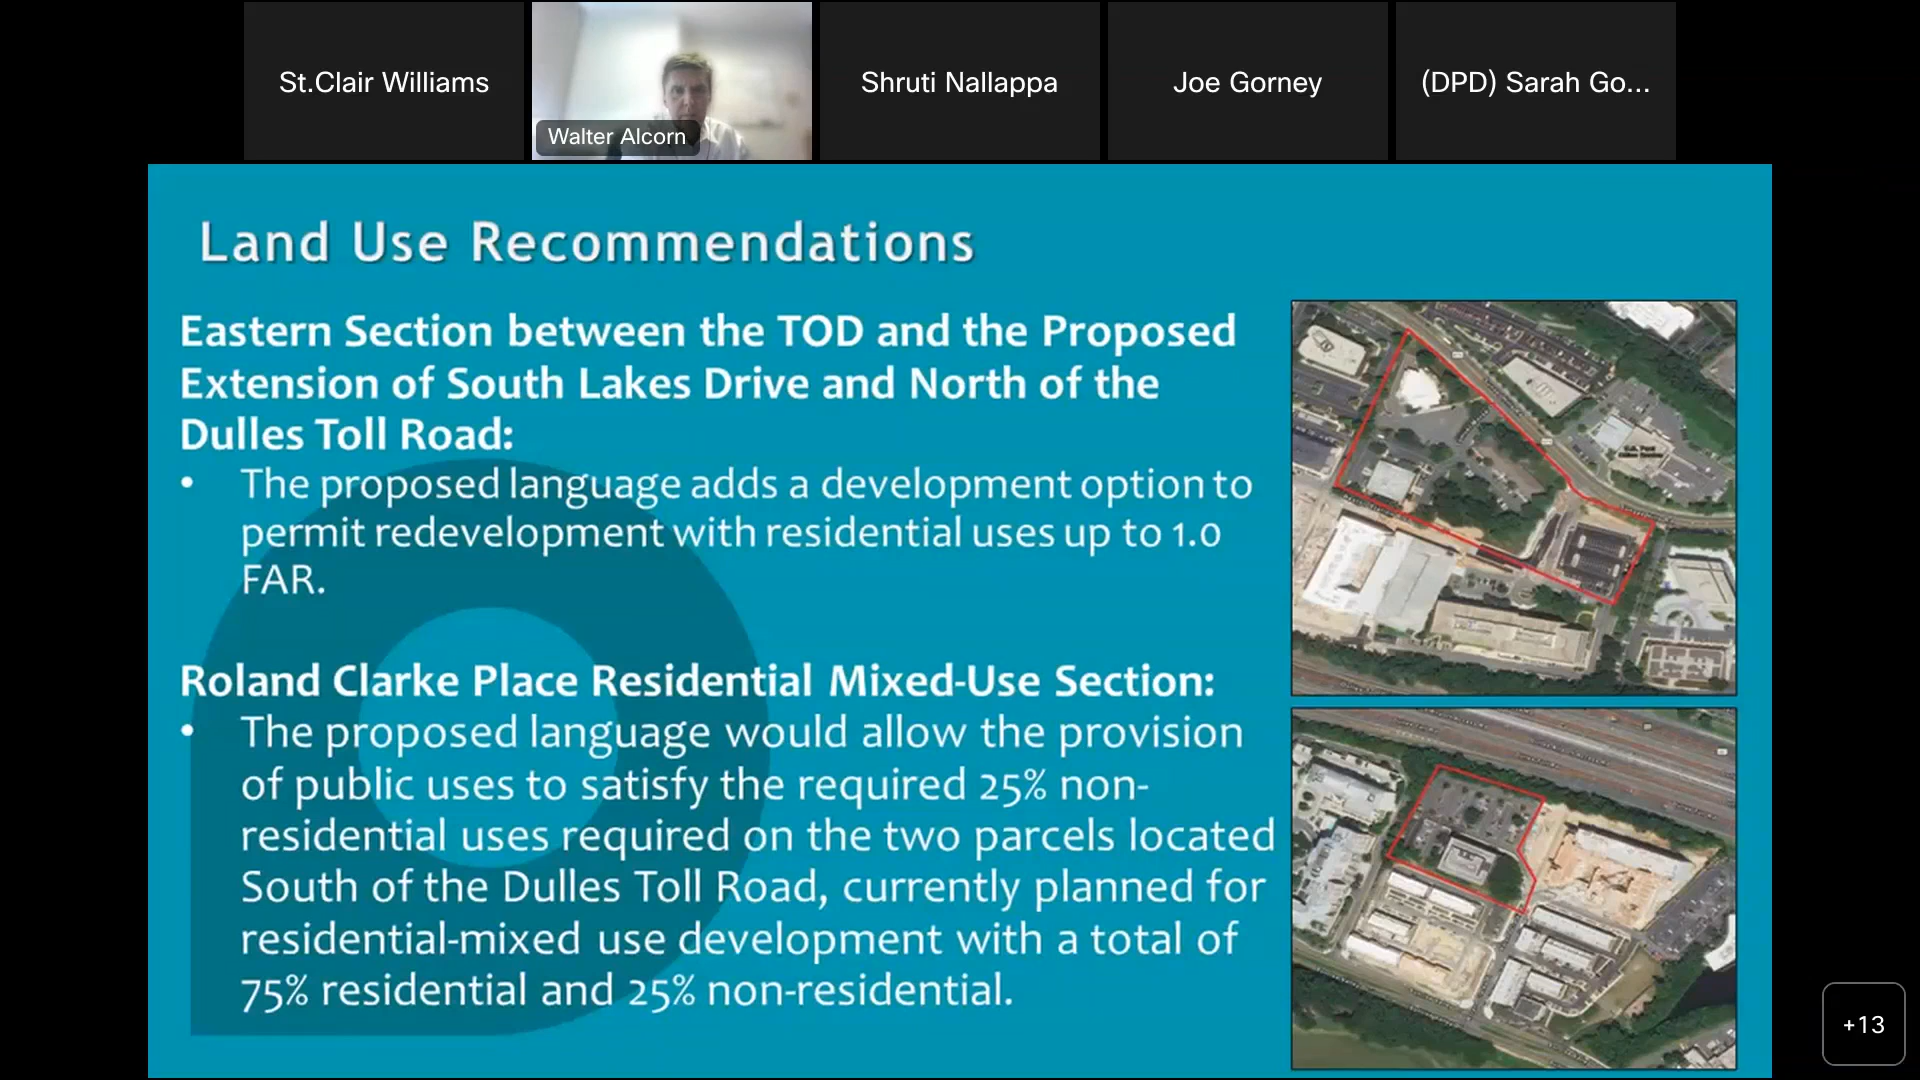 St.Clair Williams
Walter Alcorn
Shruti Nallappa
Joe Gorney
(DPD) Sarah Go...
Land Use Recommendations
Eastern Section between the TOD and the Proposed
Extension of South Lakes Drive and North of the
Dulles Toll Road:
• The proposed language adds a development option to
permit redevelopment with residential uses up to 1.0
FAR.
Roland Clarke Place Residential Mixed-Use Section:
• The proposed language would allow the provision
of public uses to satisfy the required 25% non-
residential uses required on the two parcels located
South of the Dulles Toll Road, currently planned for
residential-mixed use development with a total of
75% residential and 25% non-residential.
+13